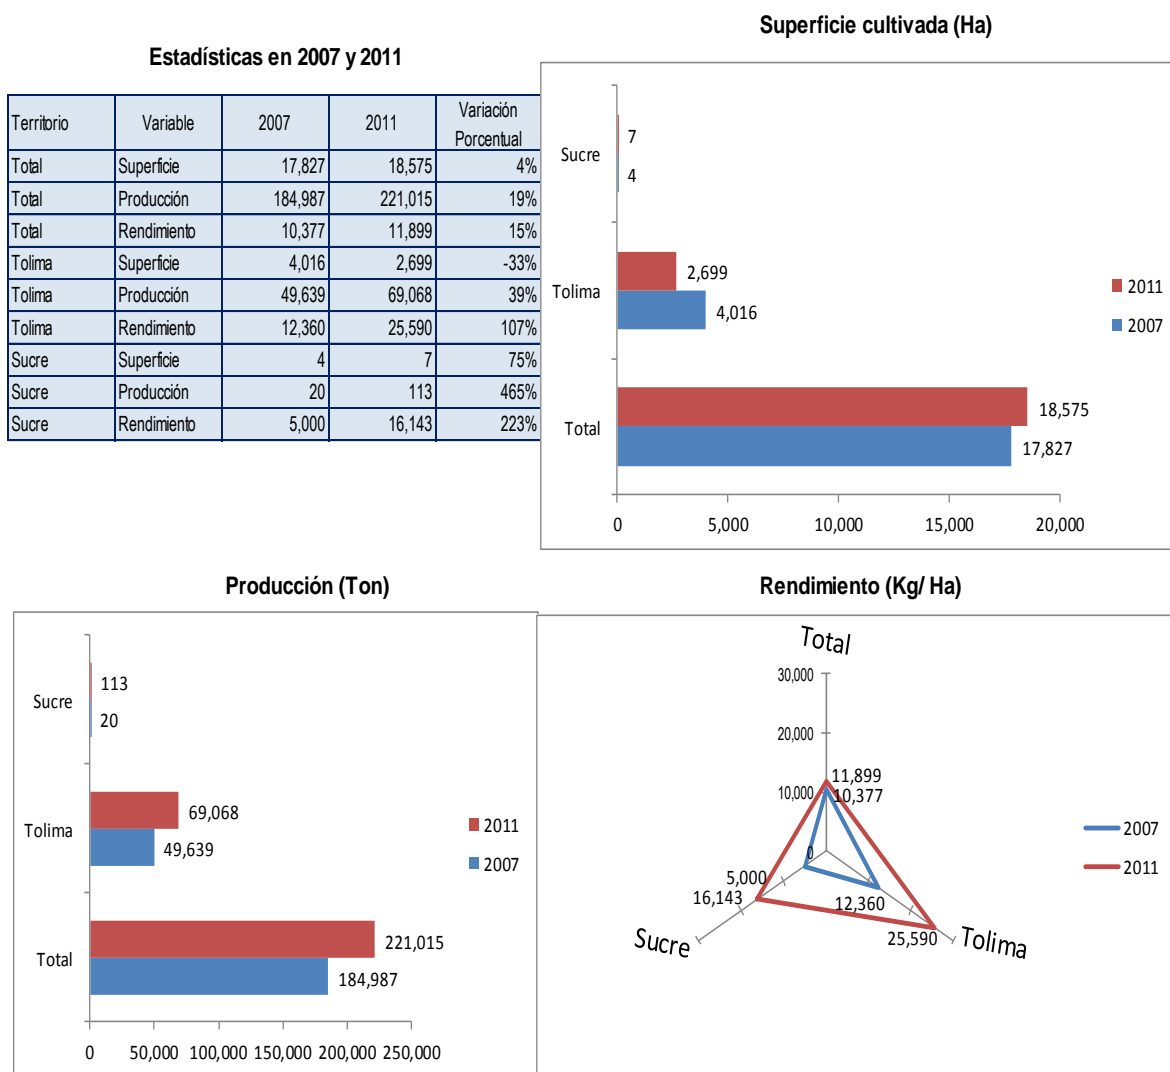 Estadísticas en 2007 y 2011
Territorio Variable 2007 2011 Variación Porcentual
Total Superficie 17,827 18,575 4%
Total Producción 184,987 221,015 19%
Total Rendimiento 10,377 11,899 15%
Tolima Superficie 4,016 2,699 -33%
Tolima Producción 49,639 69,068 39%
Tolima Rendimiento 12,360 25,590 107%
Sucre Superficie 4 7 75%
Sucre Producción 20 113 465%
Sucre Rendimiento 5,000 16,143 223%
Superficie cultivada (Ha)
7
Sucre
4
2,699
Tolima
4,016
2011
2007
18,575
Total
17,827
0 5,000 10,000 15,000 20,000
Producción (Ton)
113
Sucre
20
69,068
Tolima
49,639
2011
2007
221,015
Total
184,987
0 50,000 100,000 150,000 200,000 250,000
Rendimiento (Kg/ Ha)
Total
30,000
20,000
11,899
10,000 10,377
0
5,000
16,143 12,360
25,590
Sucre Tolima
2007
2011